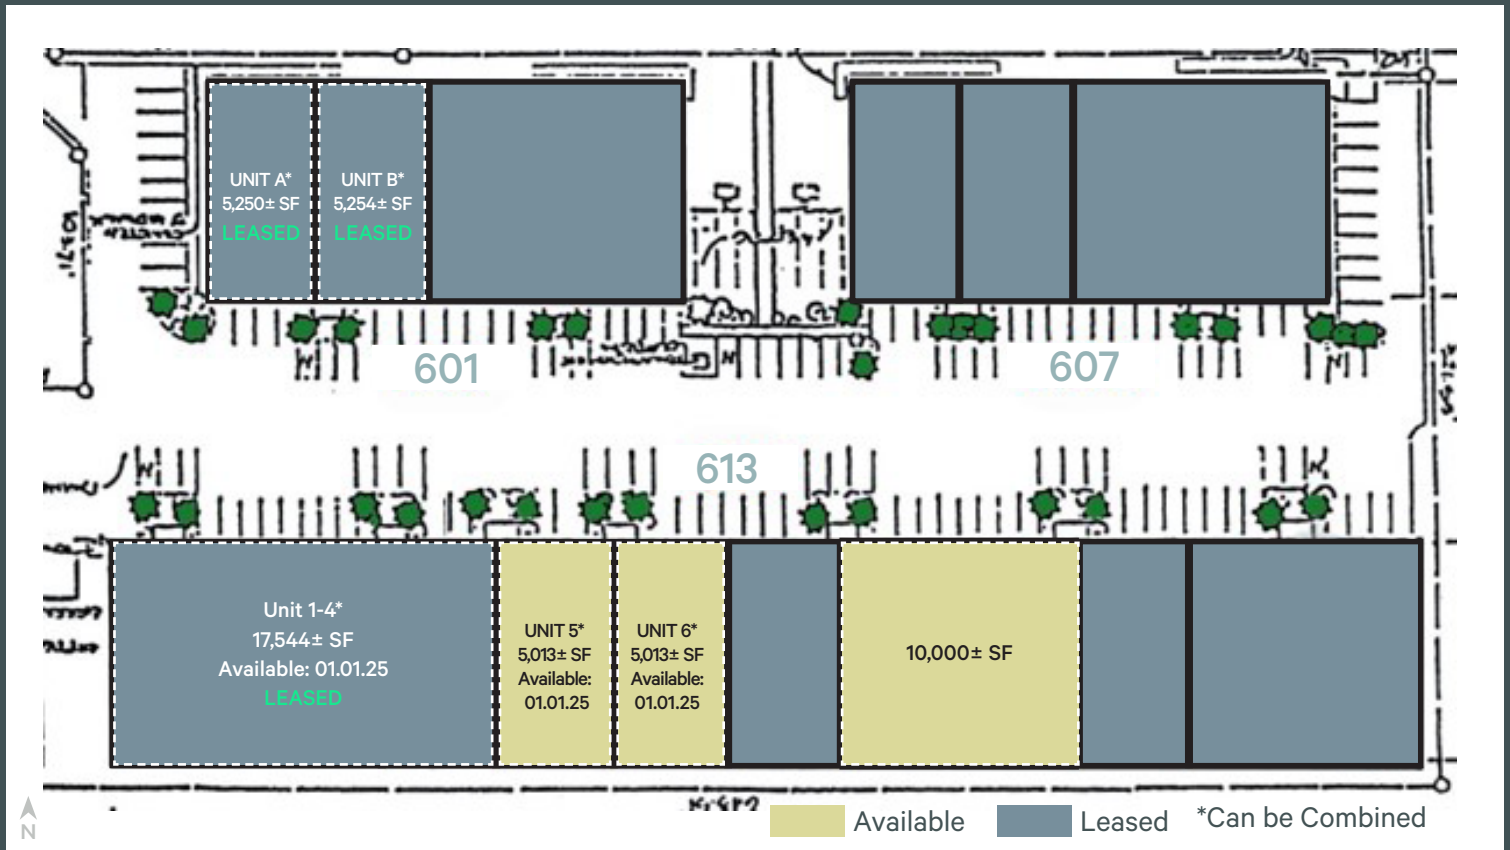 UNIT A*
5,250± SF
LEASED
UNIT B*
5,254± SF
LEASED
601
607
613
Unit 1-4*
17,544± SF
Available: 01.01.25
LEASED
UNIT 5*
5,013± SF
Available:
01.01.25
UNIT 6*
5,013± SF
Available:
01.01.25
10,000± SF
N
Available
Leased
*Can be Combined